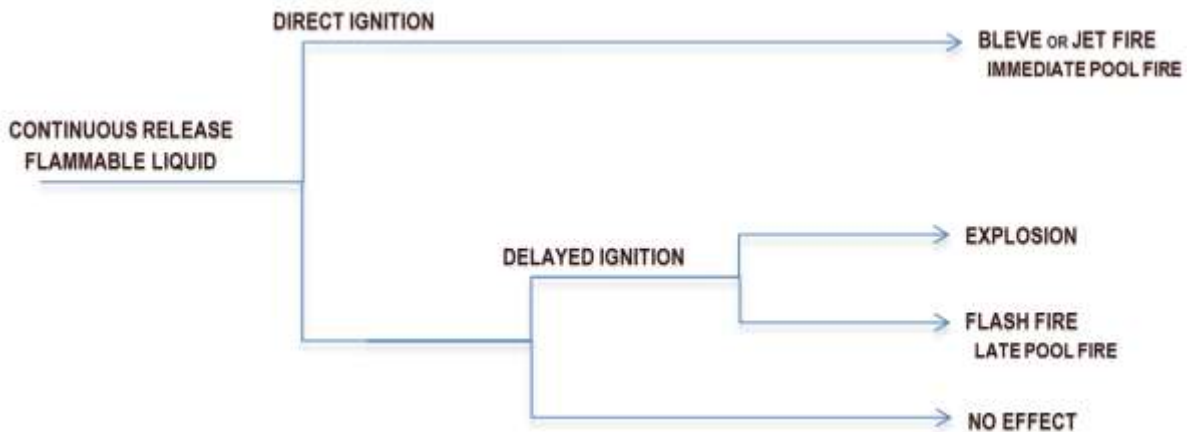 DIRECT IGNITION
BLEVE OR JET FIRE
IMMEDIATE POOL FIRE
CONTINUOUS RELEASE
FLAMMABLE LIQUID
EXPLOSION
DELAYED IGNITION
FLASH FIRE
LATE POOL FIRE
NO EFFECT